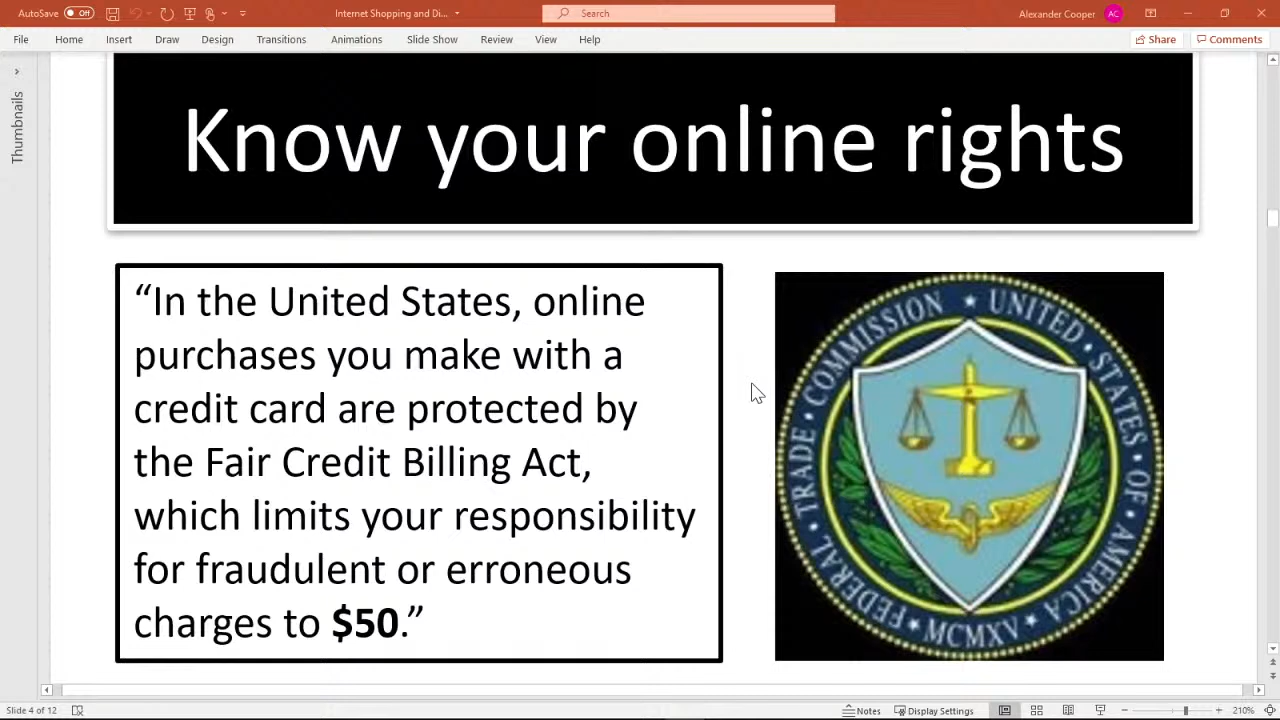 AutoSave Off Internet Shopping and Di... Search Alexander Cooper AC
File Home Insert Draw Design Transitions Animations Slide Show Review View Help Share Comments
Thumbnails
Know your online rights
“In the United States, online
purchases you make with a
credit card are protected by
the Fair Credit Billing Act,
which limits your responsibility
for fraudulent or erroneous
charges to $50.”
FEDERAL TRADE COMMISSION ★ UNITED STATES OF AMERICA ★ MCMXV ★
Slide 4 of 12 Notes Display Settings 210%